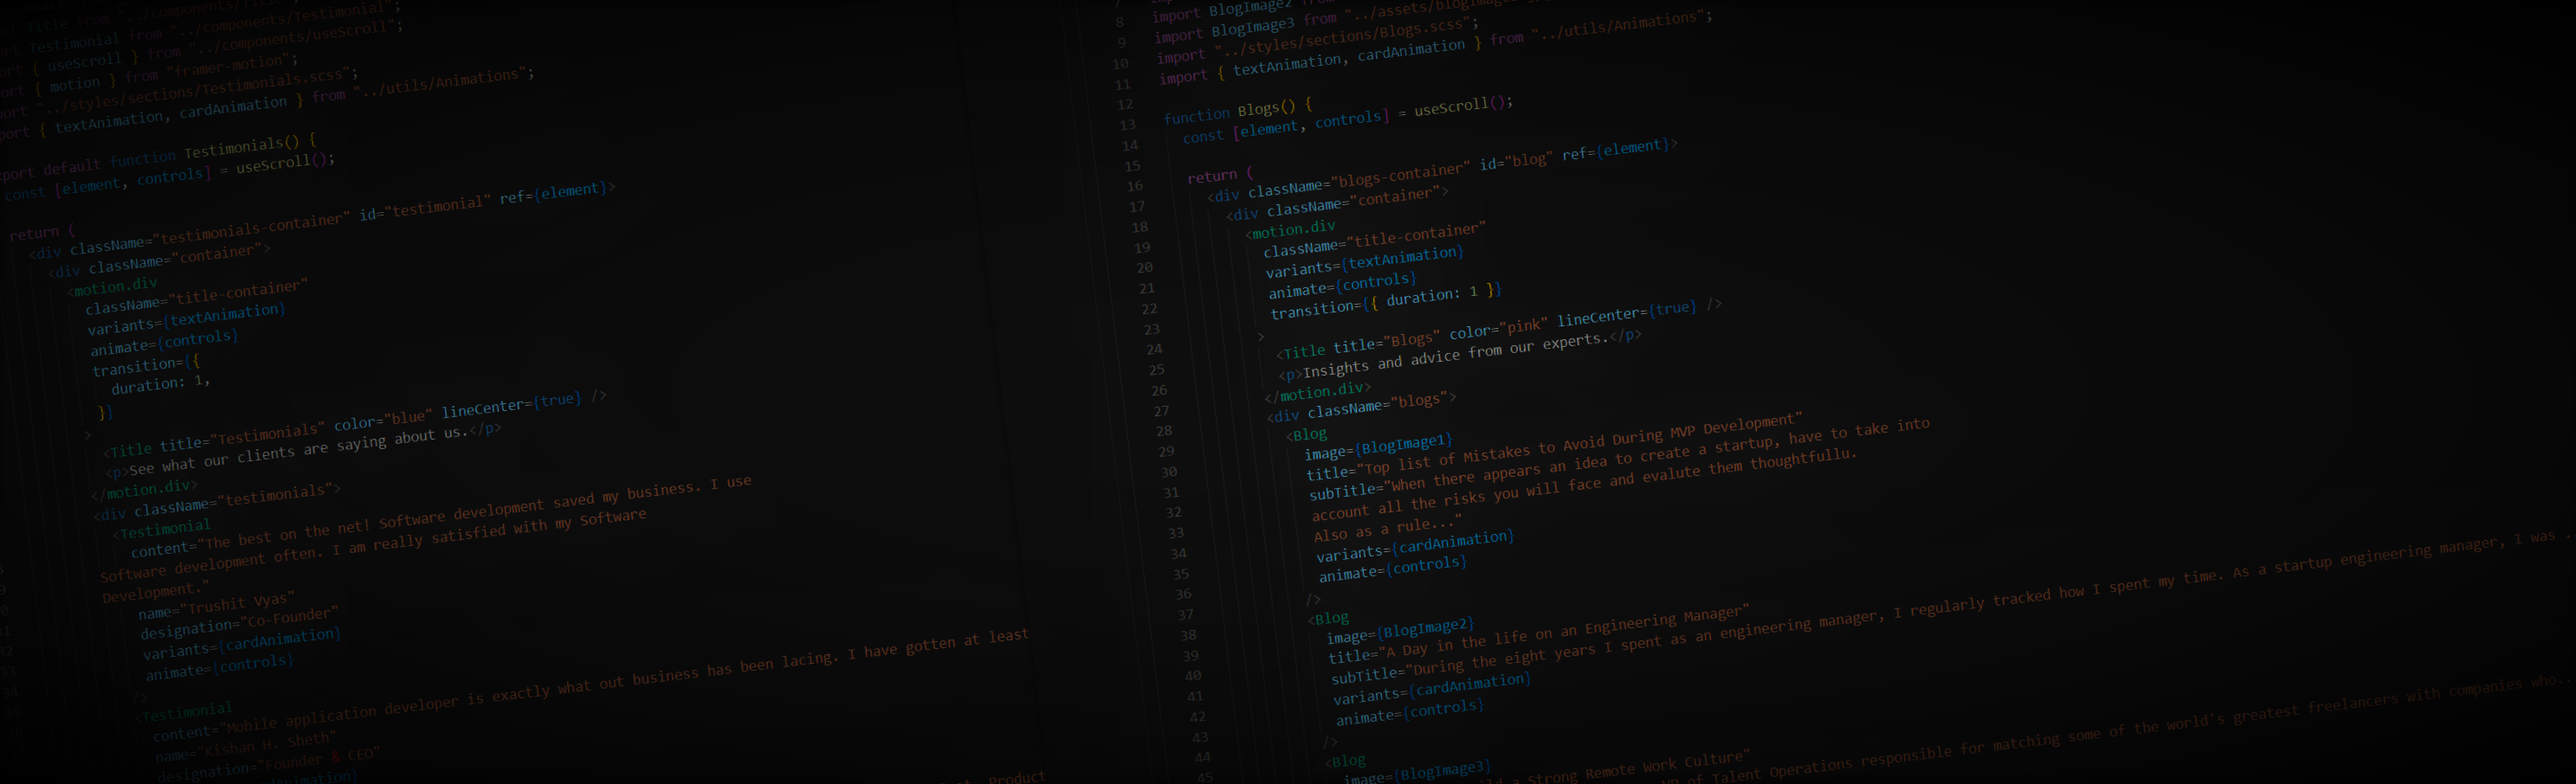 Title from "../components/Title";
Testimonial from "../components/Testimonial";
{ useScroll } from "../components/useScroll";
{ motion } from "framer-motion";
"../styles/sections/Testimonials.scss";
{ textAnimation, cardAnimation } from "../utils/Animations";
default function Testimonials() {
const [element, controls] = useScroll();
return (
<div className="testimonials-container" id="testimonial" ref={element}>
<div className="container">
<motion.div
className="title-container"
variants={textAnimation}
animate={controls}
transition={{
duration: 1,
}}
>
<Title title="Testimonials" color="blue" lineCenter={true} />
<p>See what our clients are saying about us.</p>
</motion.div>
<div className="testimonials">
<Testimonial
content="The best on the net! Software development saved my business. I use
Software development often. I am really satisfied with my Software
Development."
name="Trushit Vyas"
designation="Co-Founder"
variants={cardAnimation}
animate={controls}
/>
<Testimonial
content="Mobile application developer is exactly what out business has been lacing. I have gotten at least
name="Kishan H. Sheth"
designation="Founder & CEO"
Product
8 import BlogImage2 from
9 import BlogImage3 from
10 import "../styles/sections/Blogs.scss";
11 import { textAnimation, cardAnimation } from "../utils/Animations";
12
13 function Blogs() {
14 const [element, controls] = useScroll();
15
16 return (
17 <div className="blogs-container" id="blog" ref={element}>
18 <div className="container">
19 <motion.div
20 className="title-container"
21 variants={textAnimation}
22 animate={controls}
23 transition={{ duration: 1 }}
24 >
25 <Title title="Blogs" color="pink" lineCenter={true} />
26 <p>Insights and advice from our experts.</p>
27 </motion.div>
28 <div className="blogs">
29 <Blog
30 image={BlogImage1}
31 title="Top list of Mistakes to Avoid During MVP Development"
32 subTitle="When there appears an idea to create a startup, have to take into
33 account all the risks you will face and evalute them thoughtfullu.
34 Also as a rule..."
35 variants={cardAnimation}
36 animate={controls}
37 />
38 <Blog
39 image={BlogImage2}
40 title="A Day in the life on an Engineering Manager"
41 subTitle="During the eight years I spent as an engineering manager, I regularly tracked how I spent my time. As a startup engineering manager, I was ..
42 variants={cardAnimation}
43 animate={controls}
44 />
45 <Blog
image={BlogImage3}
a Strong Remote Work Culture"
VP of Talent Operations responsible for matching some of the world's greatest freelancers with companies who..